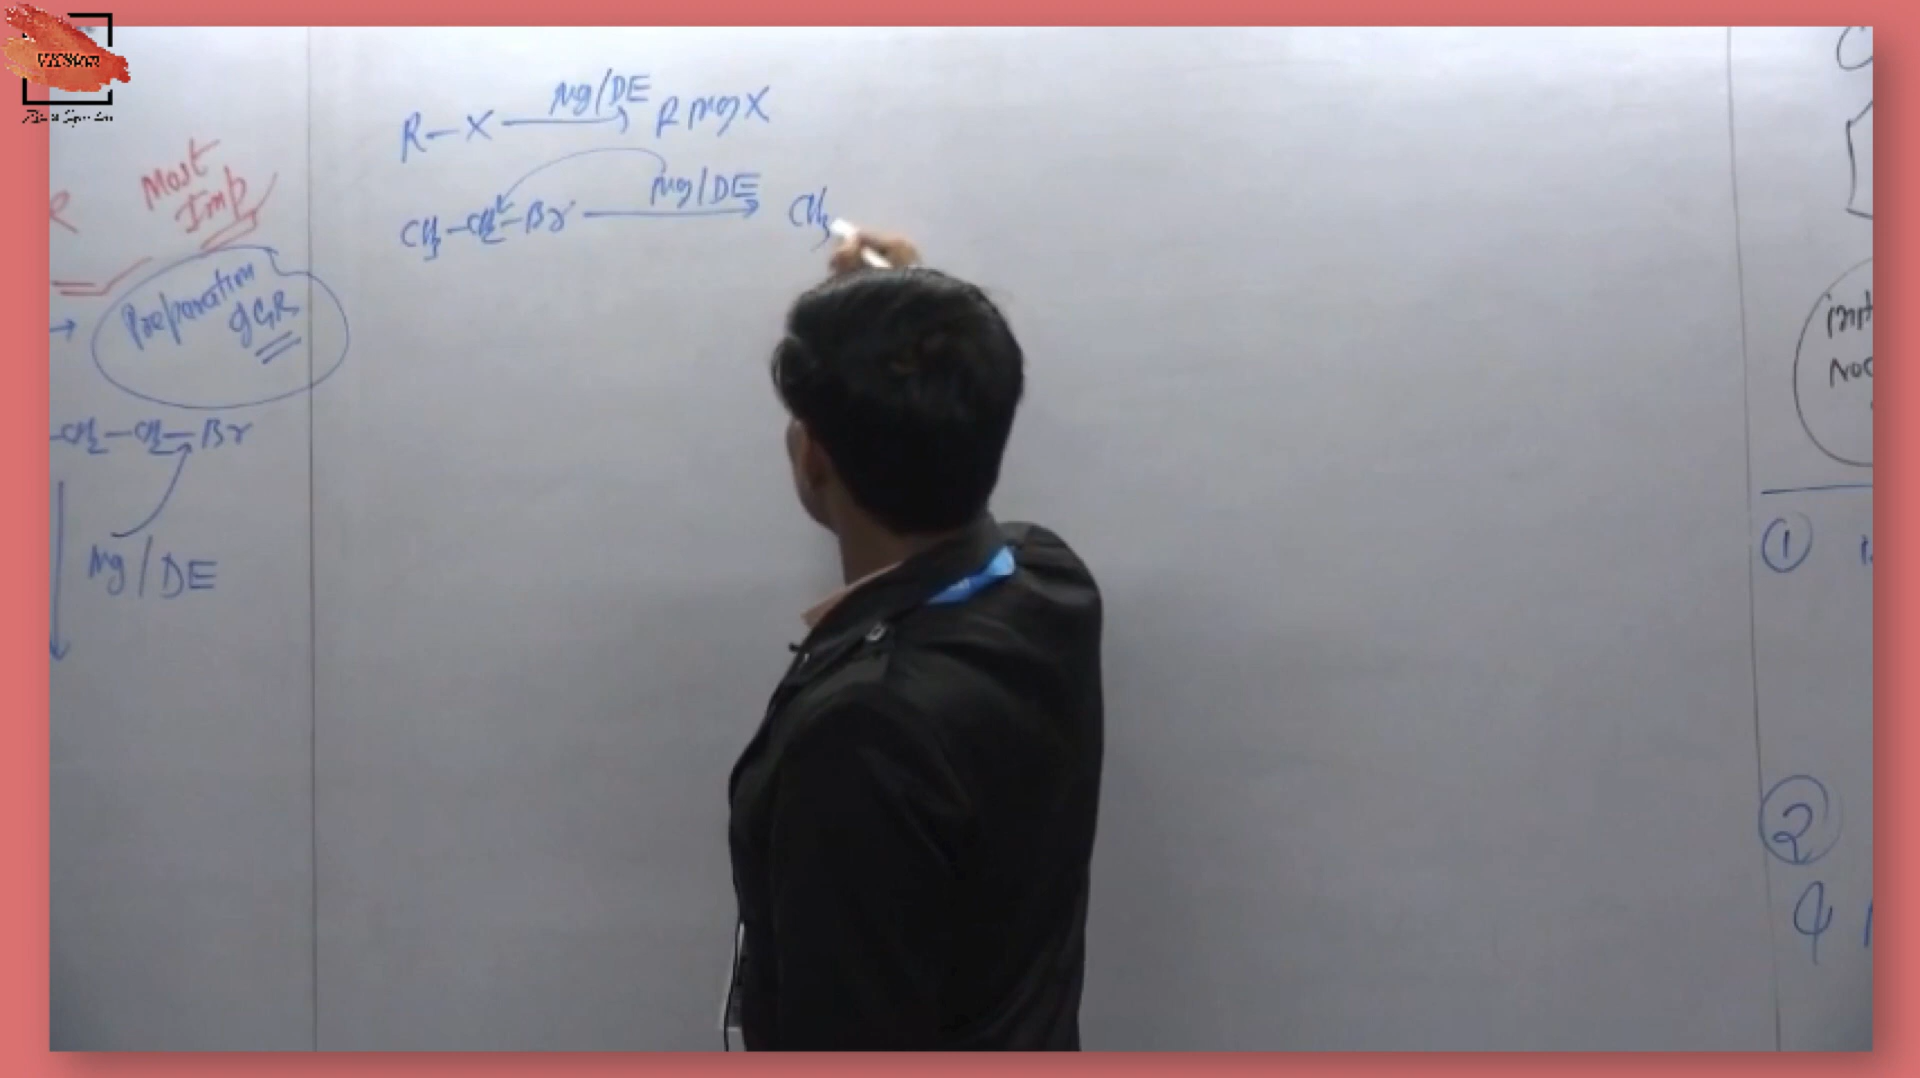 Most
Imp
Preparation
of GR
-CH2-CH2-Br
Mg/DE
R-X Mg/DE RMgX
CH3-CH2-Br Mg/DE CH3
①
②